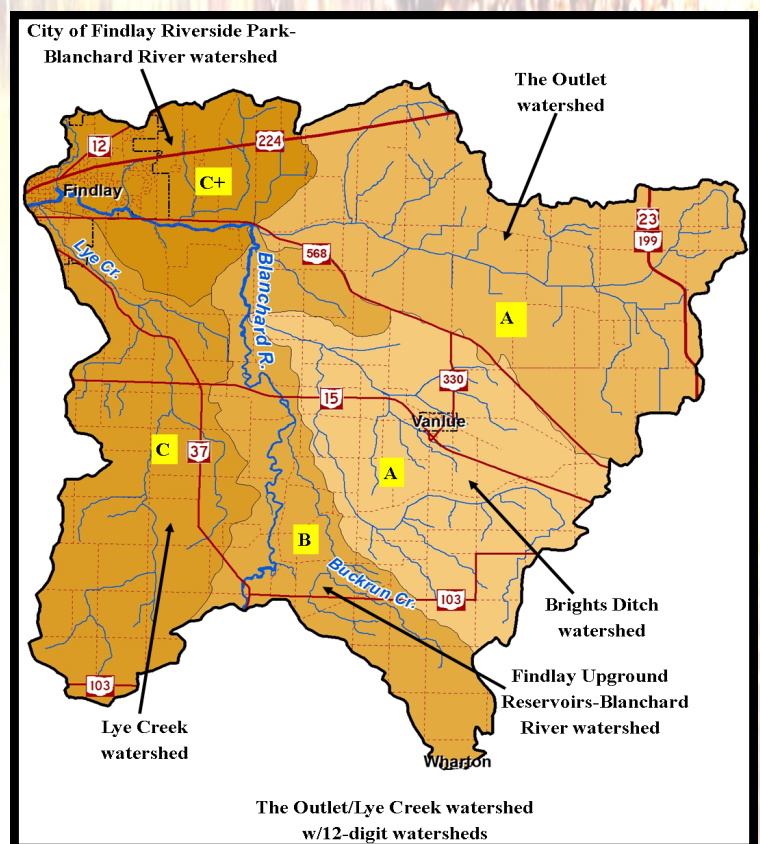 City of Findlay Riverside Park-
Blanchard River watershed
The Outlet
watershed
12
224
C+
Findlay
23
199
Lye Cr.
568
Blanchard R.
A
330
15
Vanlue
C
37
A
B
Buckrun Cr.
103
Brights Ditch
watershed
Findlay Upground
Reservoirs-Blanchard
River watershed
103
Lye Creek
watershed
Wharton
The Outlet/Lye Creek watershed
w/12-digit watersheds